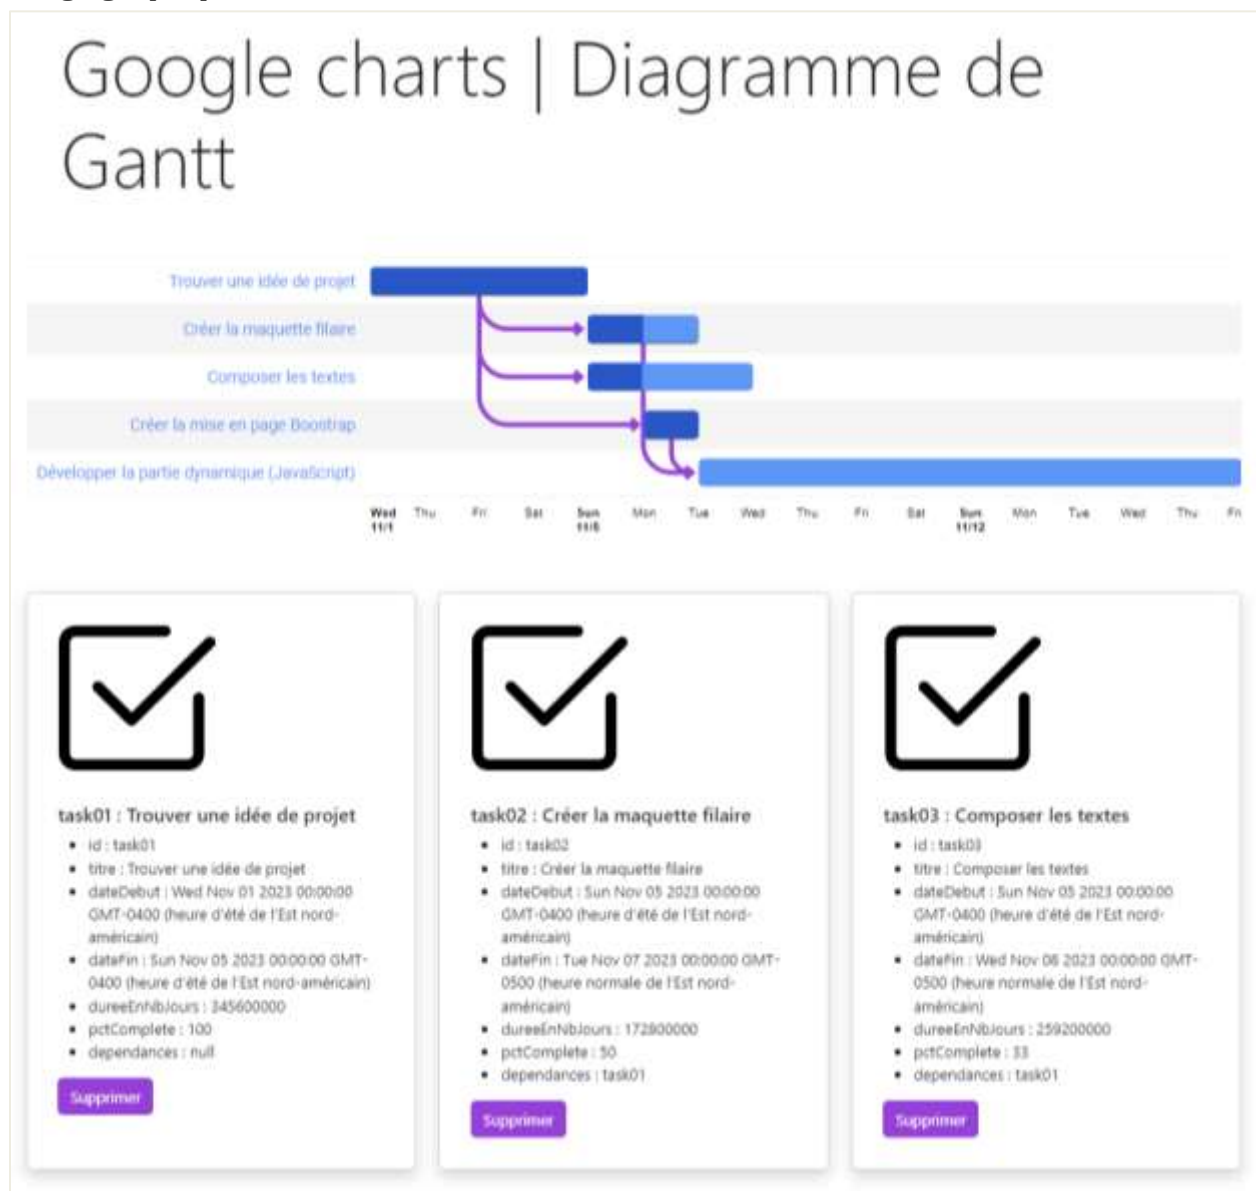 Google charts | Diagramme de
Gantt
Trouver une idée de projet
Créer la maquette filaire
Composer les textes
Créer la mise en page Boostrap
Développer la partie dynamique (JavaScript)
Wed Thu Fri Sat Sun Mon Tue Wed Thu Fri Sat Sun Mon Tue Wed Thu Fri
11/1 11/5 11/12
task01 : Trouver une idée de projet
id : task01
titre : Trouver une idée de projet
dateDebut : Wed Nov 01 2023 00:00:00
GMT-0400 (heure d'été de l'Est nord-
américain)
dateFin : Sun Nov 05 2023 00:00:00 GMT-
0400 (heure d'été de l'Est nord-américain)
dureeEnNbJours : 345600000
pctComplete : 100
dependances : null
Supprimer
task02 : Créer la maquette filaire
id : task02
titre : Créer la maquette filaire
dateDebut : Sun Nov 05 2023 00:00:00
GMT-0400 (heure d'été de l'Est nord-
américain)
dateFin : Tue Nov 07 2023 00:00:00 GMT-
0500 (heure normale de l'Est nord-
américain)
dureeEnNbJours : 172800000
pctComplete : 50
dependances : task01
Supprimer
task03 : Composer les textes
id : task03
titre : Composer les textes
dateDebut : Sun Nov 05 2023 00:00:00
GMT-0400 (heure d'été de l'Est nord-
américain)
dateFin : Wed Nov 08 2023 00:00:00 GMT-
0500 (heure normale de l'Est nord-
américain)
dureeEnNbJours : 259200000
pctComplete : 33
dependances : task01
Supprimer